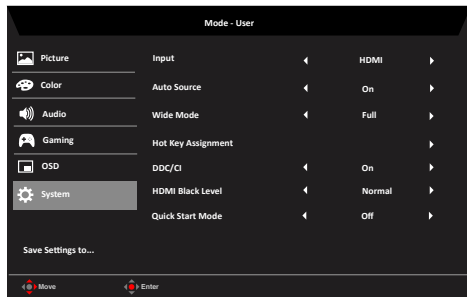 Mode - User
Picture
Input HDMI
Color
Auto Source On
Audio
Wide Mode Full
Gaming
Hot Key Assignment
OSD
DDC/CI On
System
HDMI Black Level Normal
Quick Start Mode Off
Save Settings to...
Move Enter